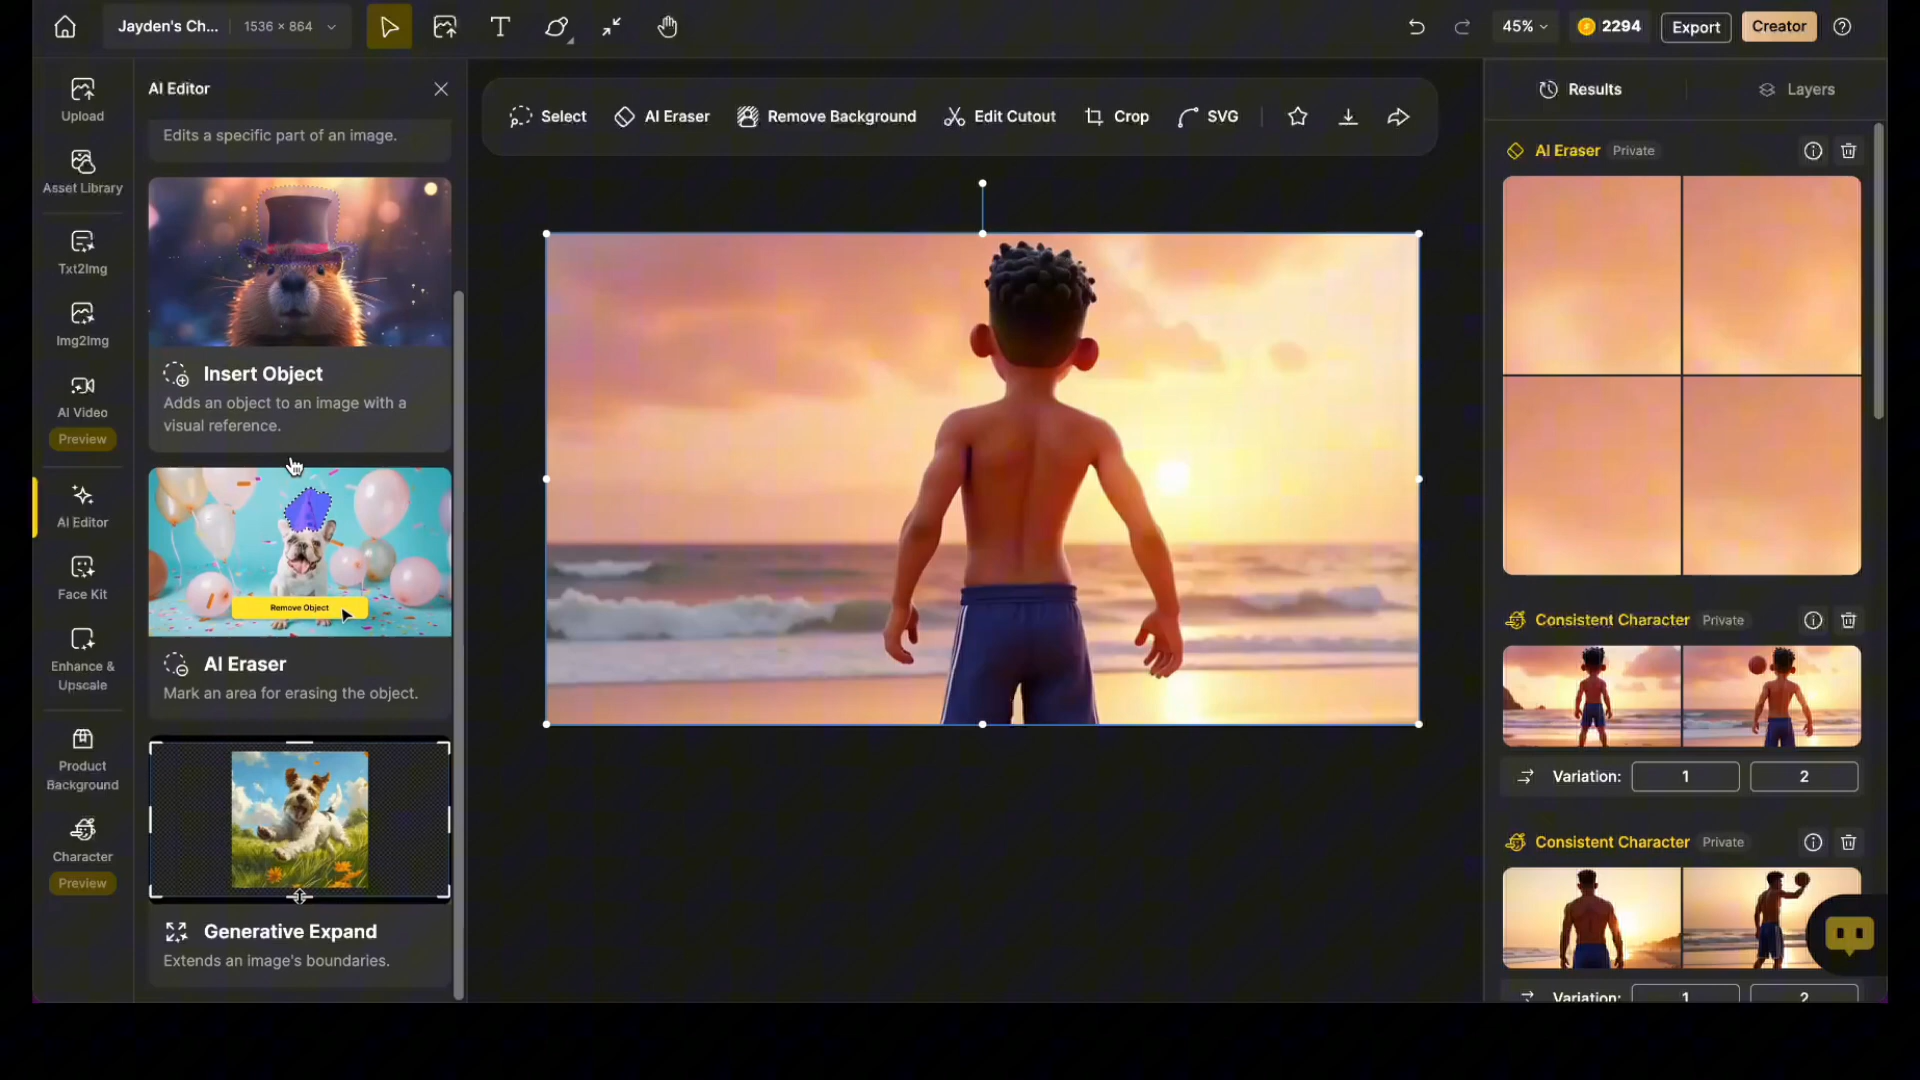 Jayden's Ch...
1536 × 864
45%
2294
Export
Creator
Upload
Asset Library
Txt2Img
Img2Img
AI Video
Preview
AI Editor
Face Kit
Enhance &
Upscale
Product
Background
Character
Preview
AI Editor
Edits a specific part of an image.
Insert Object
Adds an object to an image with a
visual reference.
Remove Object
AI Eraser
Mark an area for erasing the object.
Generative Expand
Extends an image's boundaries.
Select
AI Eraser
Remove Background
Edit Cutout
Crop
SVG
Results
Layers
AI Eraser Private
Consistent Character Private
Variation: 1 2
Consistent Character Private
Variation: 1 2